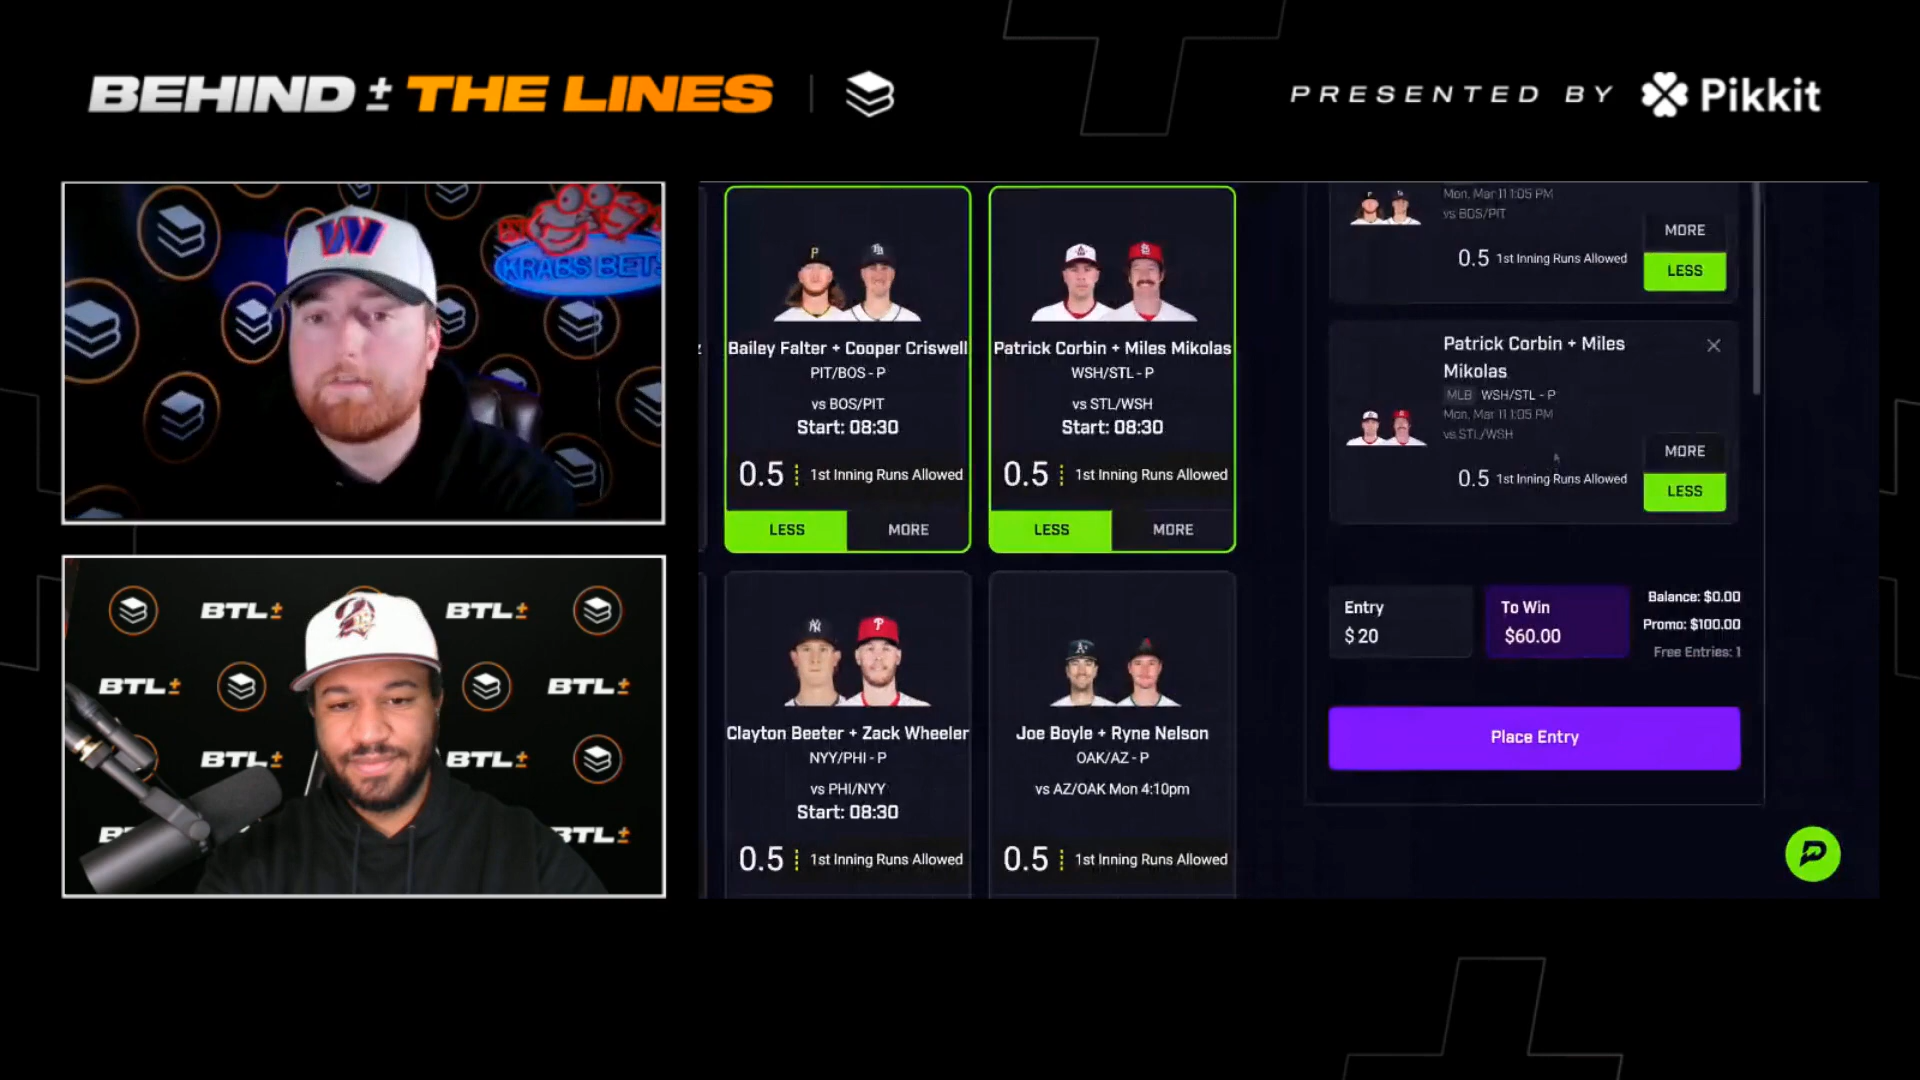 BEHIND ± THE LINES
PRESENTED BY Pikkit
KRABS BETS
BTL± BTL±
BTL± BTL±
BTL± BTL±
BTL±
Bailey Falter + Cooper Criswell
PIT/BOS - P
vs BOS/PIT
Start: 08:30
0.5 1st Inning Runs Allowed
LESS MORE
Patrick Corbin + Miles Mikolas
WSH/STL - P
vs STL/WSH
Start: 08:30
0.5 1st Inning Runs Allowed
LESS MORE
Clayton Beeter + Zack Wheeler
NYY/PHI - P
vs PHI/NYY
Start: 08:30
0.5 1st Inning Runs Allowed
Joe Boyle + Ryne Nelson
OAK/AZ - P
vs AZ/OAK Mon 4:10pm
0.5 1st Inning Runs Allowed
Mon, Mar 11 1:05 PM
vs BOS/PIT
MORE
0.5 1st Inning Runs Allowed
LESS
Patrick Corbin + Miles
Mikolas
MLB WSH/STL - P
Mon, Mar 11 1:05 PM
vs STL/WSH
MORE
0.5 1st Inning Runs Allowed
LESS
Entry
$ 20
To Win
$60.00
Balance: $0.00
Promo: $100.00
Free Entries: 1
Place Entry